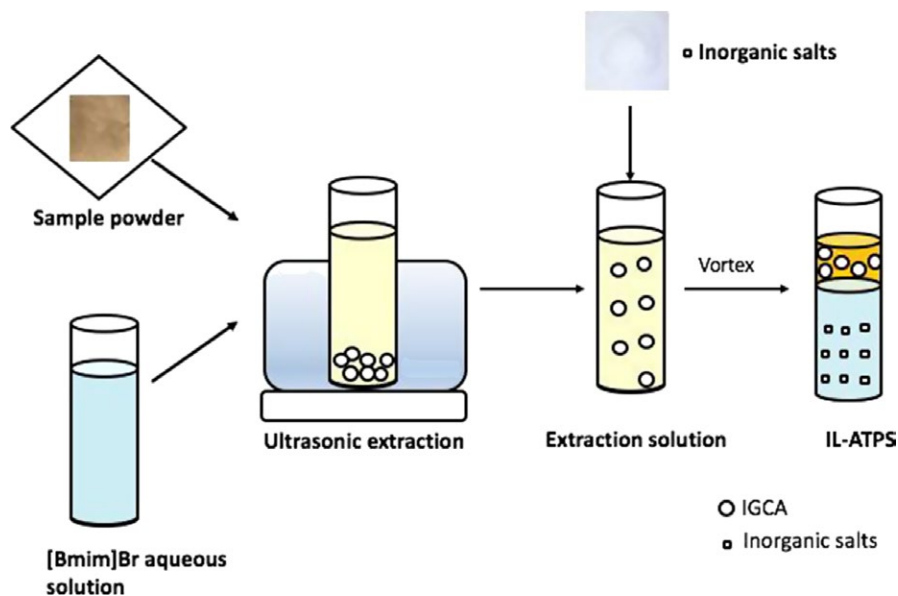 Inorganic salts
Sample powder
Vortex
Ultrasonic extraction
Extraction solution
IL-ATPS
[Bmim]Br aqueous
solution
IGCA
Inorganic salts